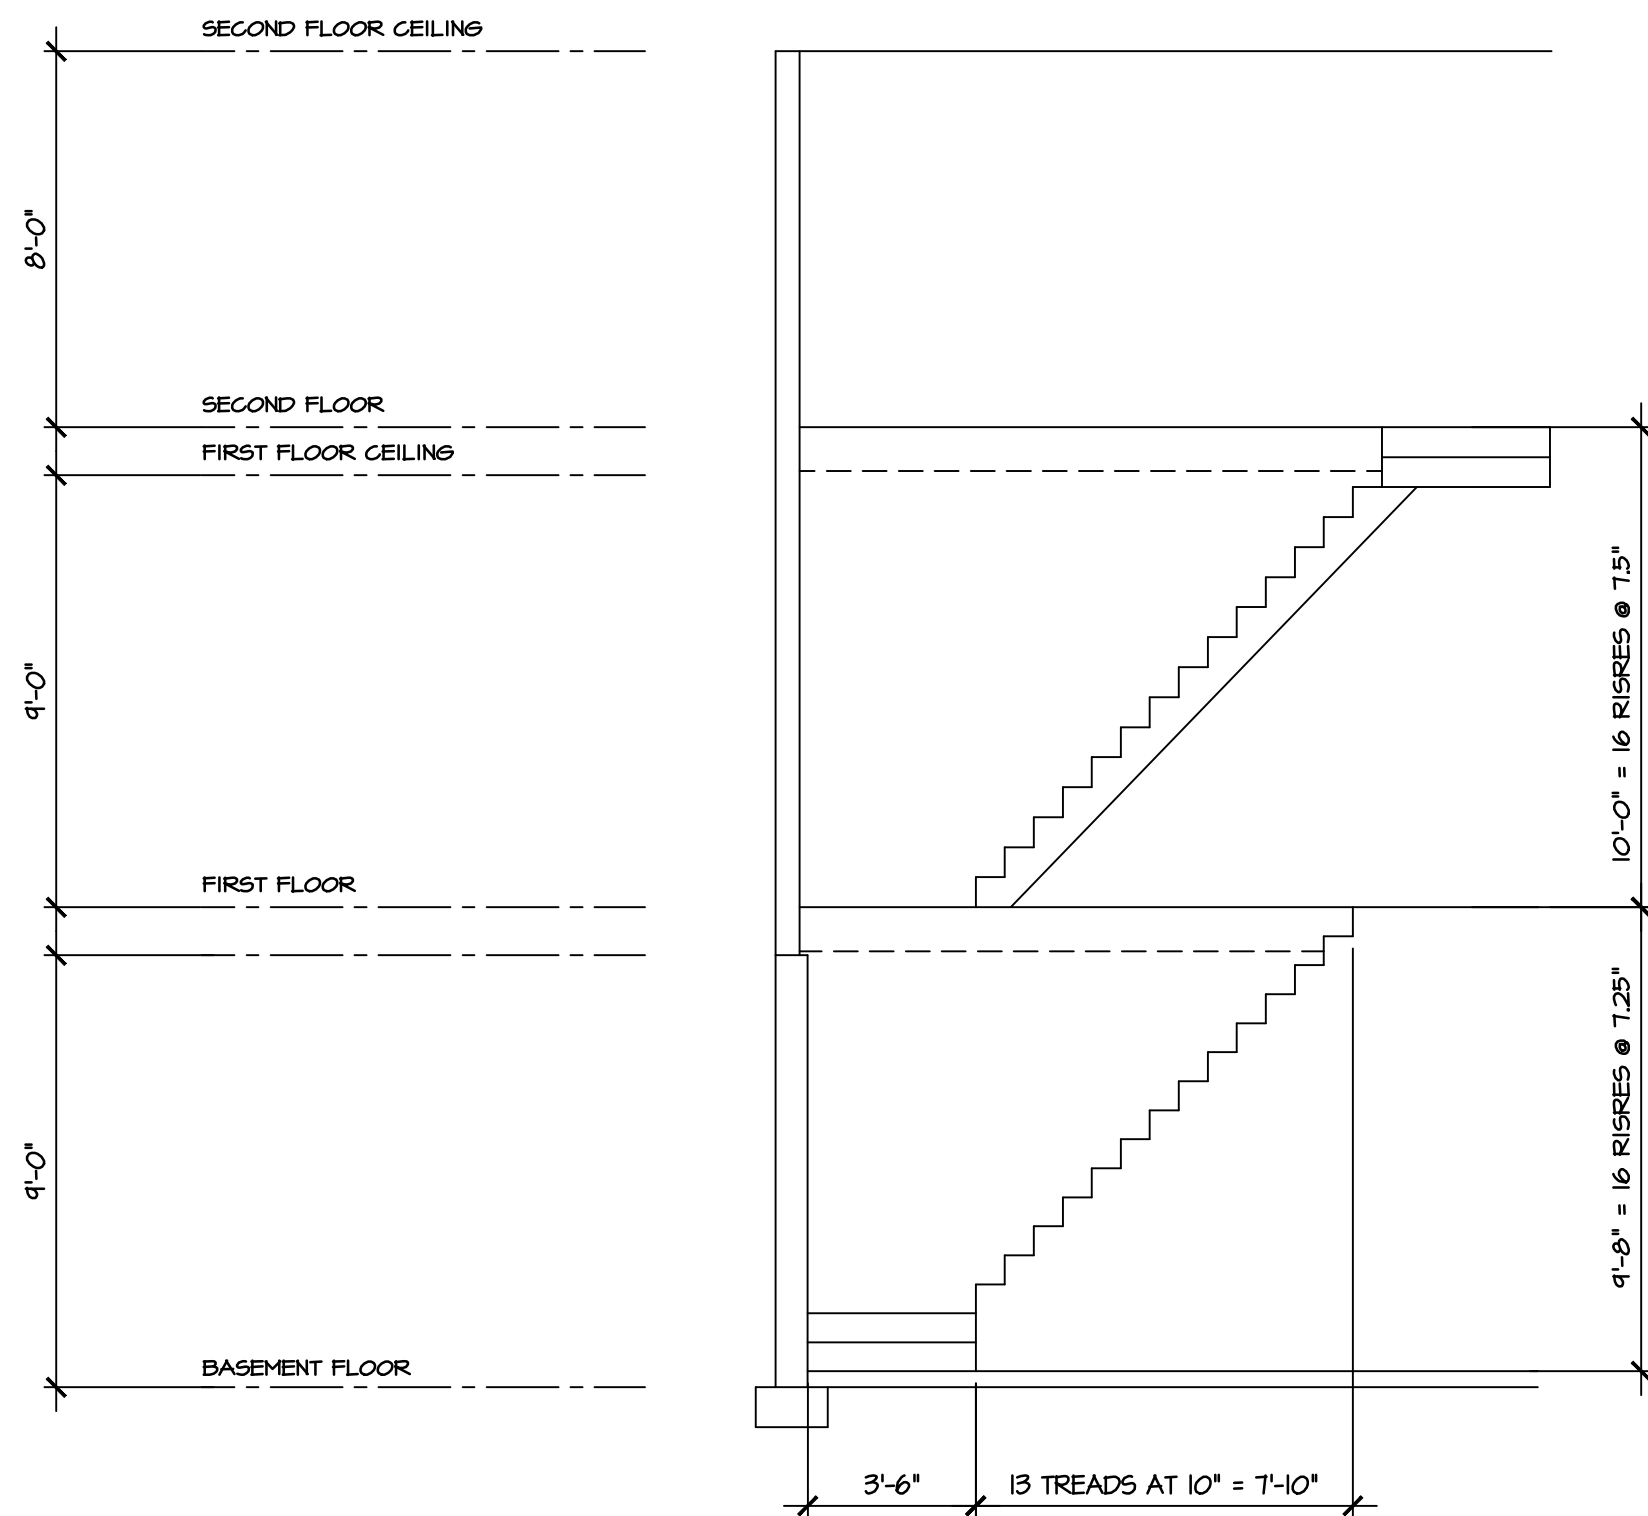 SECOND FLOOR CEILING
8'-0"
SECOND FLOOR
FIRST FLOOR CEILING
9'-0"
10'-0" = 16 RISRES @ 7.5"
FIRST FLOOR
9'-8" = 16 RISRES @ 7.25"
9'-0"
BASEMENT FLOOR
3'-6"
13 TREADS AT 10" = 7'-10"